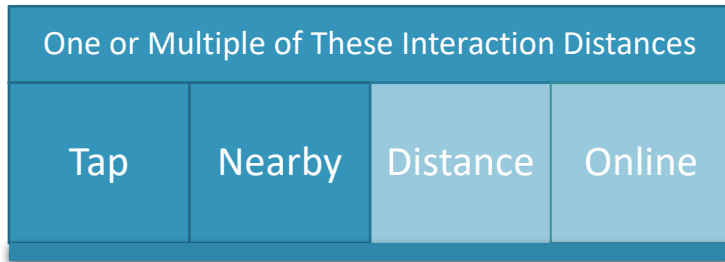 One or Multiple of These Interaction Distances
Tap Nearby Distance Online